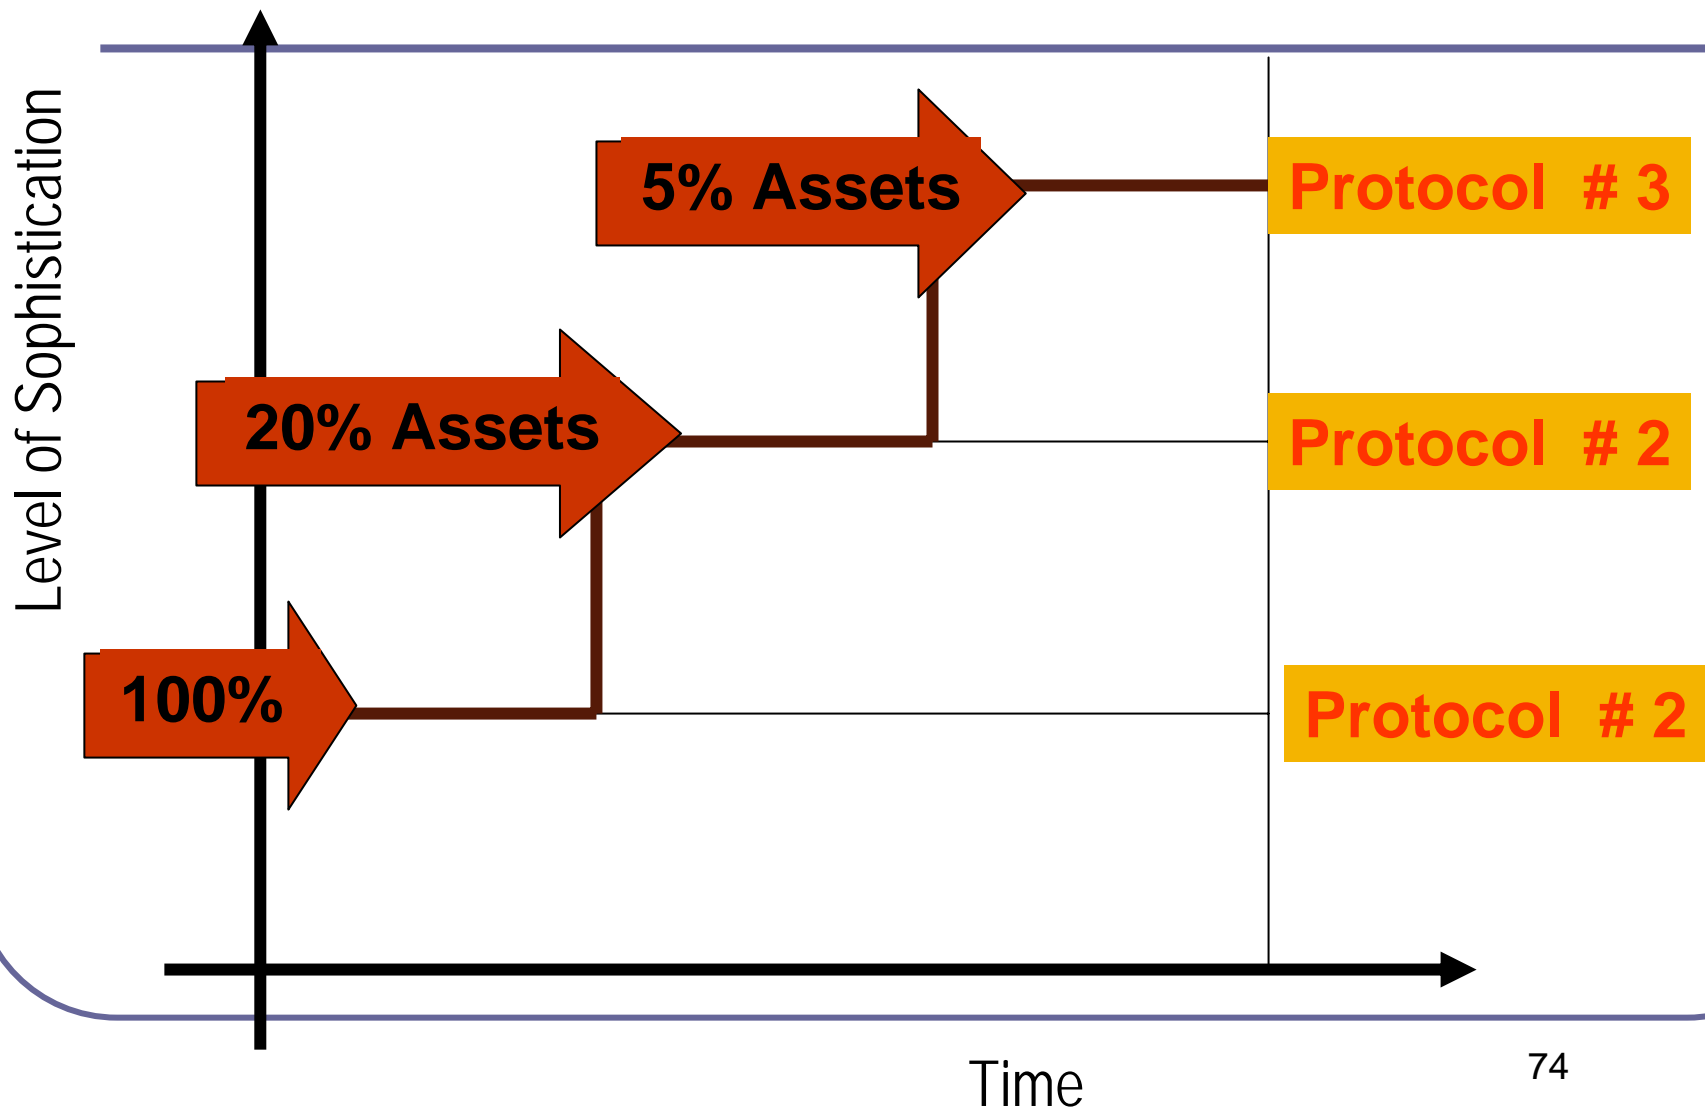 Level of Sophistication
5% Assets
Protocol # 3
20% Assets
Protocol # 2
100%
Protocol # 2
Time
74